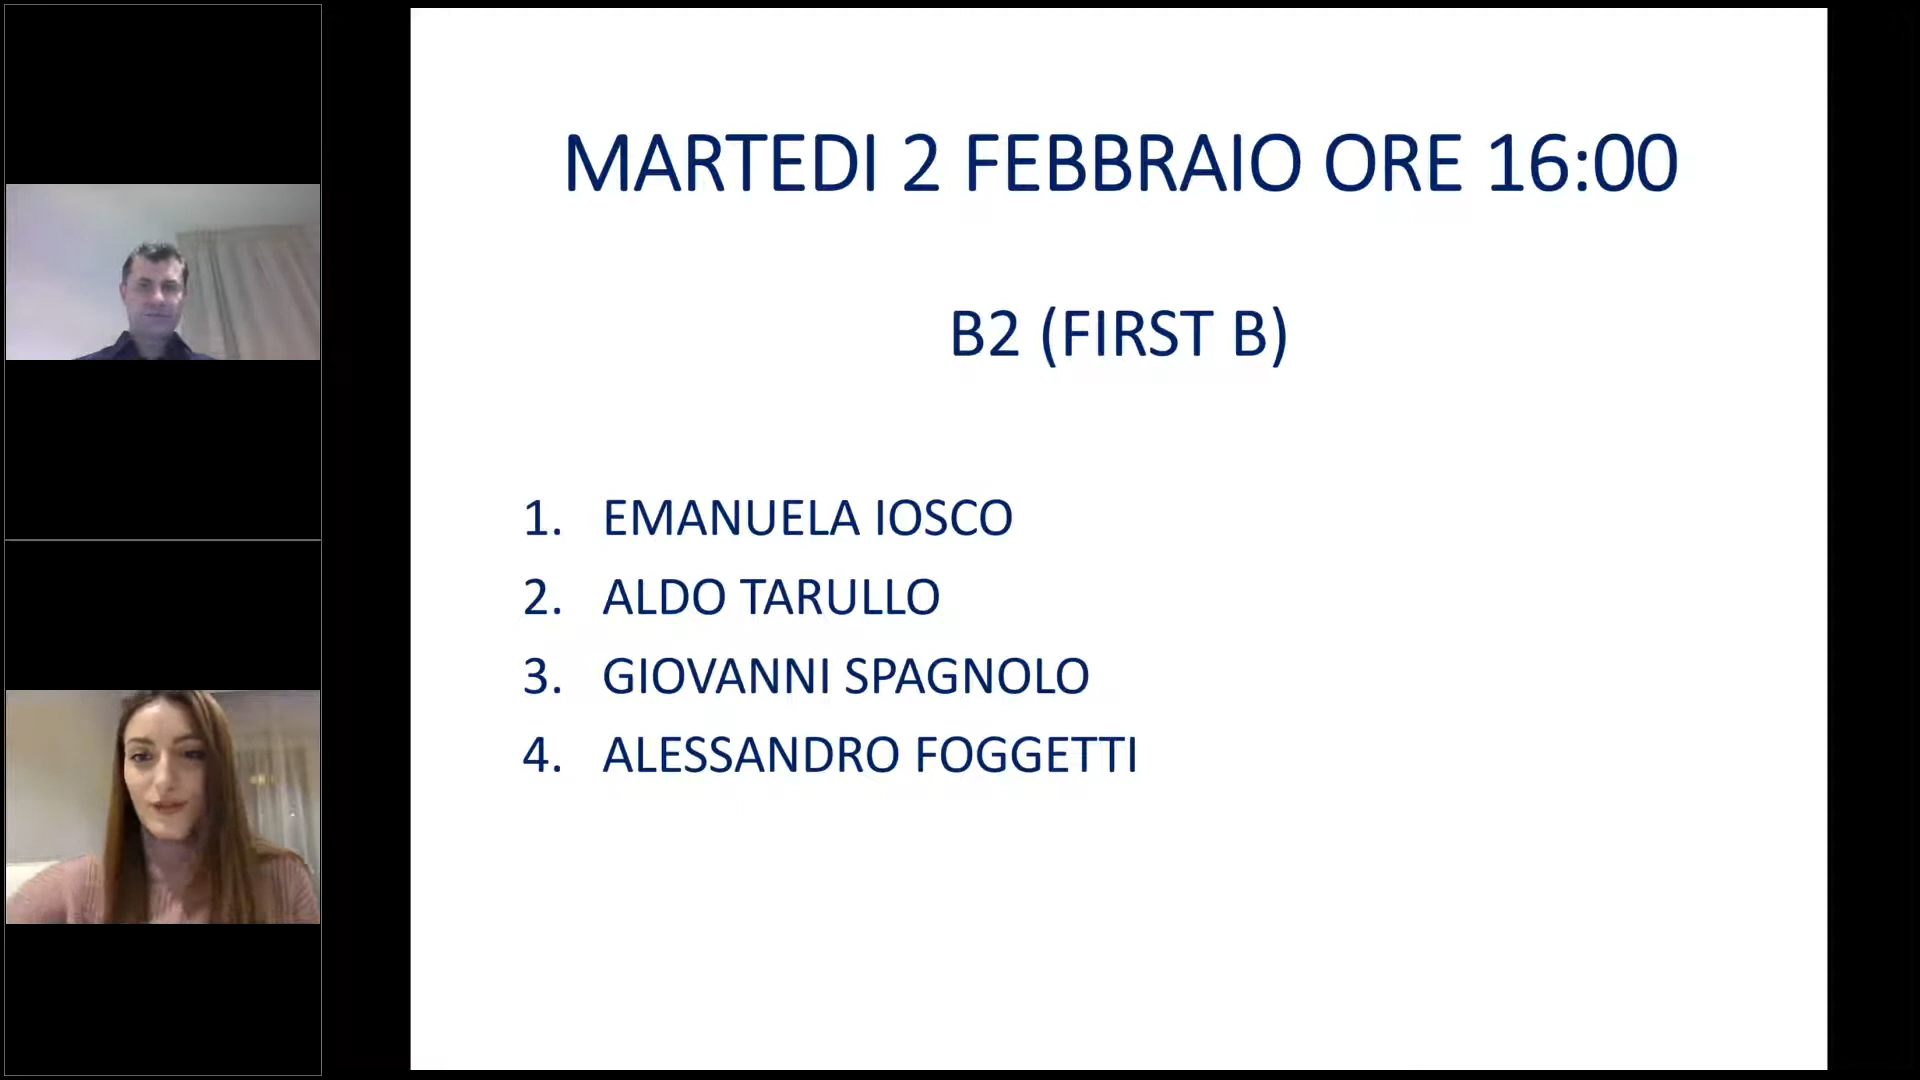 MARTEDI 2 FEBBRAIO ORE 16:00
B2 (FIRST B)
1. EMANUELA IOSCO
2. ALDO TARULLO
3. GIOVANNI SPAGNOLO
4. ALESSANDRO FOGGETTI